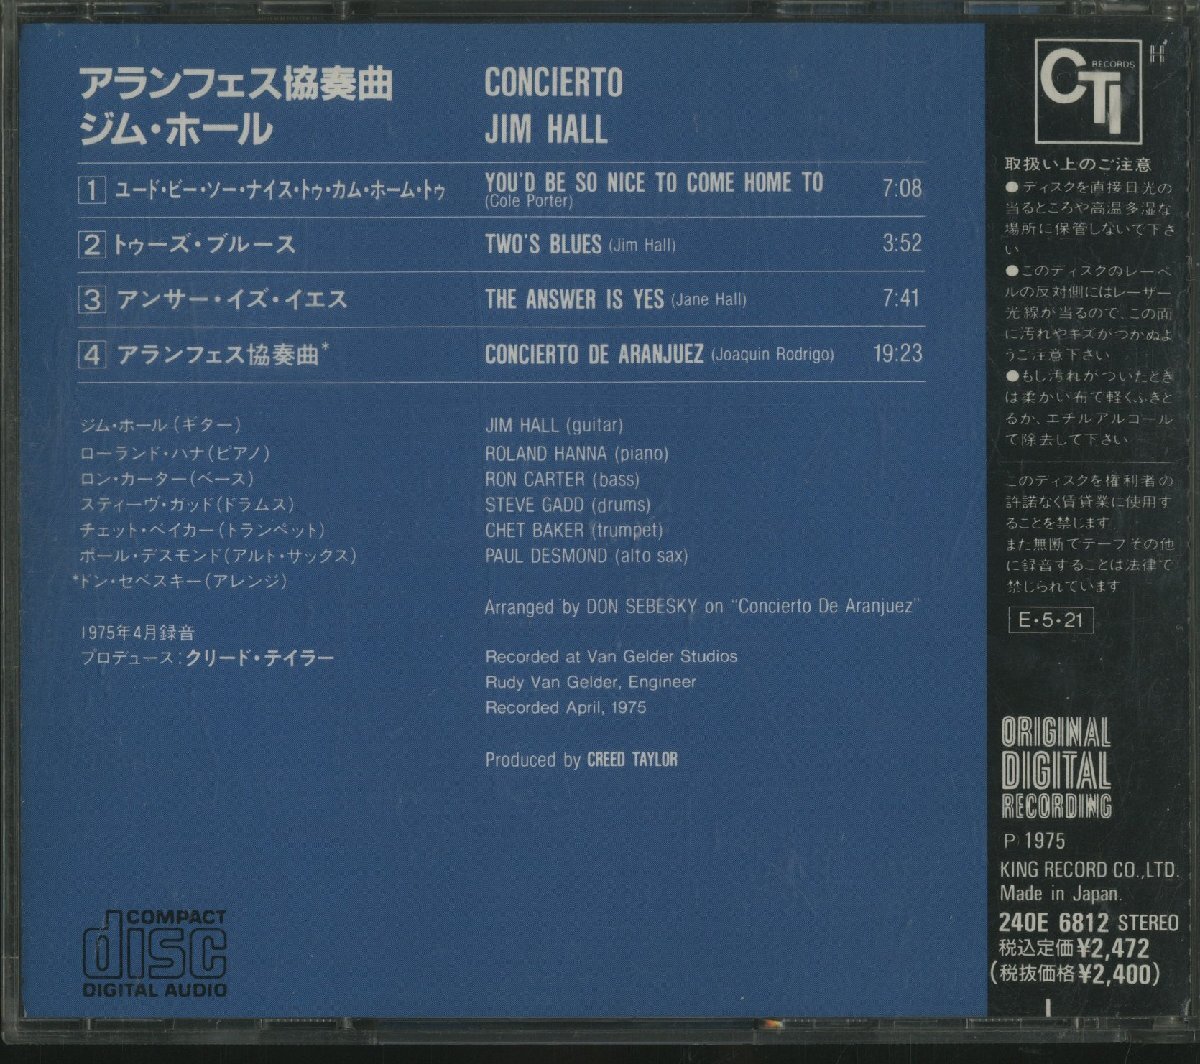 アランフェス協奏曲
ジム・ホール
CONCIERTO
JIM HALL
1 ユード・ビー・ソー・ナイス・トゥ・カム・ホーム・トゥ YOU'D BE SO NICE TO COME HOME TO 7:08
(Cole Porter)
2 トゥーズ・ブルース TWO'S BLUES (Jim Hall) 3:52
3 アンサー・イズ・イエス THE ANSWER IS YES (Jane Hall) 7:41
4 アランフェス協奏曲* CONCIERTO DE ARANJUEZ (Joaquin Rodrigo) 19:23
ジム・ホール(ギター)
ローランド・ハナ(ピアノ)
ロン・カーター(ベース)
スティーヴ・ガッド(ドラムス)
チェット・ベイカー(トランペット)
ポール・デスモンド(アルト・サックス)
*ドン・セベスキー(アレンジ)
1975年4月録音
プロデュース:クリード・テイラー
JIM HALL (guitar)
ROLAND HANNA (piano)
RON CARTER (bass)
STEVE GADD (drums)
CHET BAKER (trumpet)
PAUL DESMOND (alto sax)
Arranged by DON SEBESKY on "Concierto De Aranjuez"
Recorded at Van Gelder Studios
Rudy Van Gelder, Engineer
Recorded April, 1975
Produced by CREED TAYLOR
COMPACT
disc
DIGITAL AUDIO
CTI RECORDS
H
取扱い上のご注意
●ディスクを直接日光の
当るところや高温多湿な
場所に保管しないで下さ
い
●このディスクのレーベ
ルの反対側にはレーザー
光線が当るので、この面
に汚れやキズがつかぬよ
うご注意下さい
●もし汚れがついたとき
は柔かい布で軽くふきと
るか、エチルアルコール
で除去して下さい
このディスクを権利者の
許諾なく賃貸業に使用す
ることを禁じます
また無断でテープその他
に録音することは法律で
禁じられています
E・5・21
ORIGINAL
DIGITAL
RECORDING
P 1975
KING RECORD CO.,LTD.
Made in Japan.
240E 6812 STEREO
税込定価¥2,472
(税抜価格¥2,400)
I